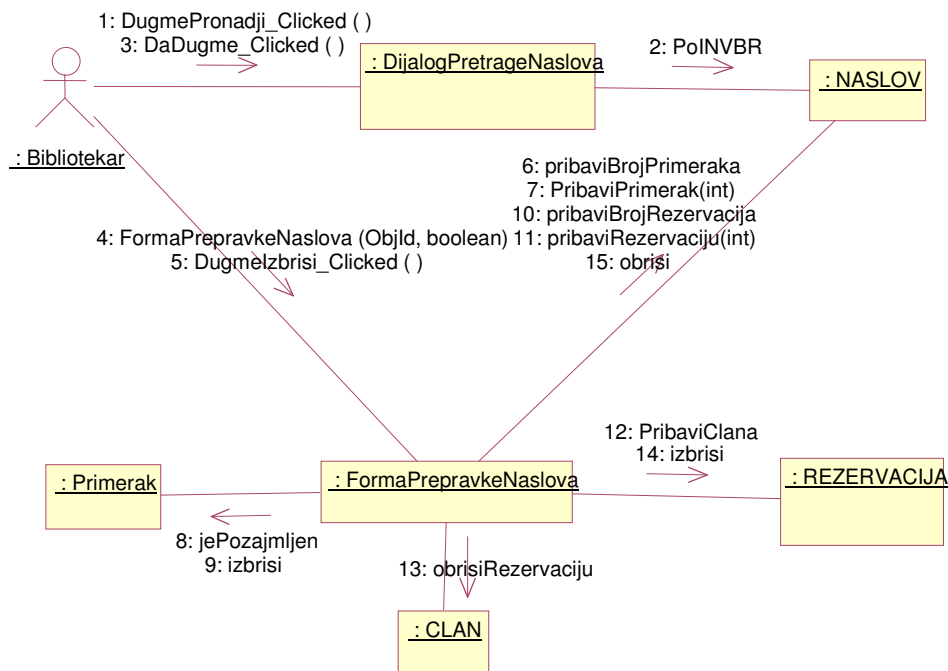 1: DugmePronadji_Clicked ( )
3: DaDugme_Clicked ( )
: DijalogPretrageNaslova
2: PoINVBR
: NASLOV
: Bibliotekar
6: pribaviBrojPrimeraka
7: PribaviPrimerak(int)
10: pribaviBrojRezervacija
4: FormaPrepravkeNaslova (ObjId, boolean)
11: pribaviRezervaciju(int)
5: DugmeIzbrisi_Clicked ( )
15: obrisi
12: PribaviClana
14: izbrisi
: Primerak
: FormaPrepravkeNaslova
: REZERVACIJA
8: jePozajmljen
9: izbrisi
13: obrisiRezervaciju
: CLAN